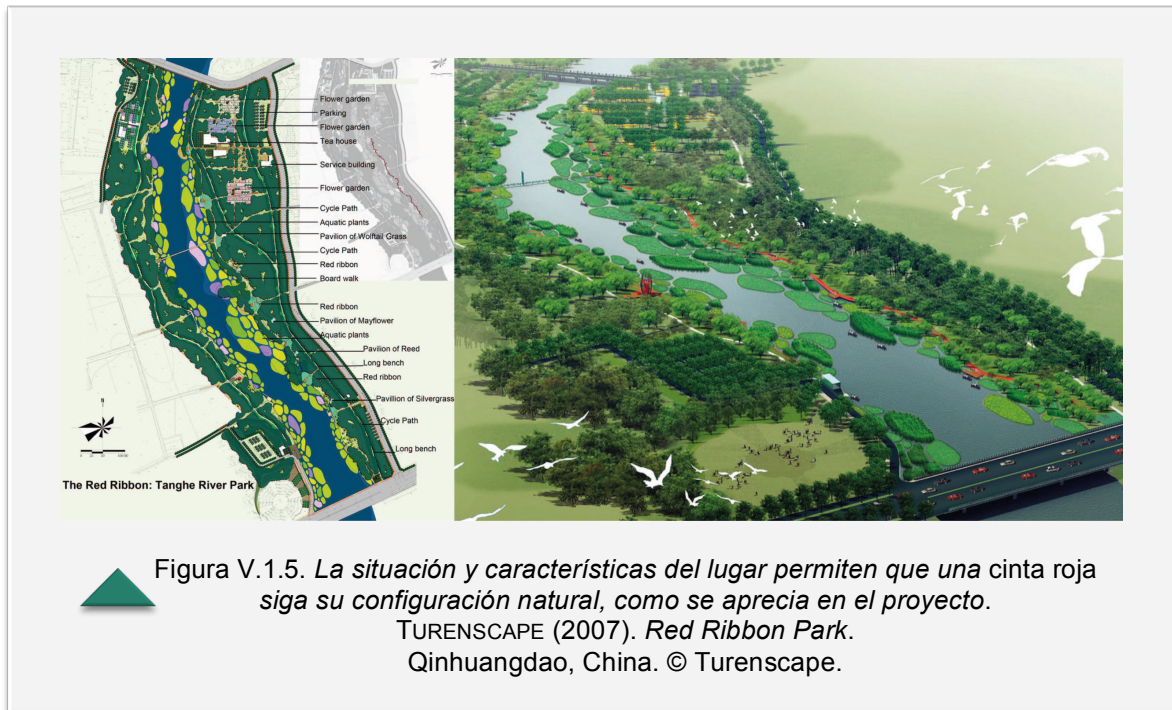 Flower garden
Parking
Flower garden
Tea house
Service building
Flower garden
Cycle Path
Aquatic plants
Pavilion of Wolftail Grass
Cycle Path
Red ribbon
Board walk
Red ribbon
Pavilion of Mayflower
Aquatic plants
Pavilion of Reed
Long bench
Red ribbon
Pavillion of Silvergrass
Cycle Path
Long bench
The Red Ribbon: Tanghe River Park
Figura V.1.5. La situación y características del lugar permiten que una cinta roja
siga su configuración natural, como se aprecia en el proyecto.
TURENSCAPE (2007). Red Ribbon Park.
Qinhuangdao, China. © Turenscape.